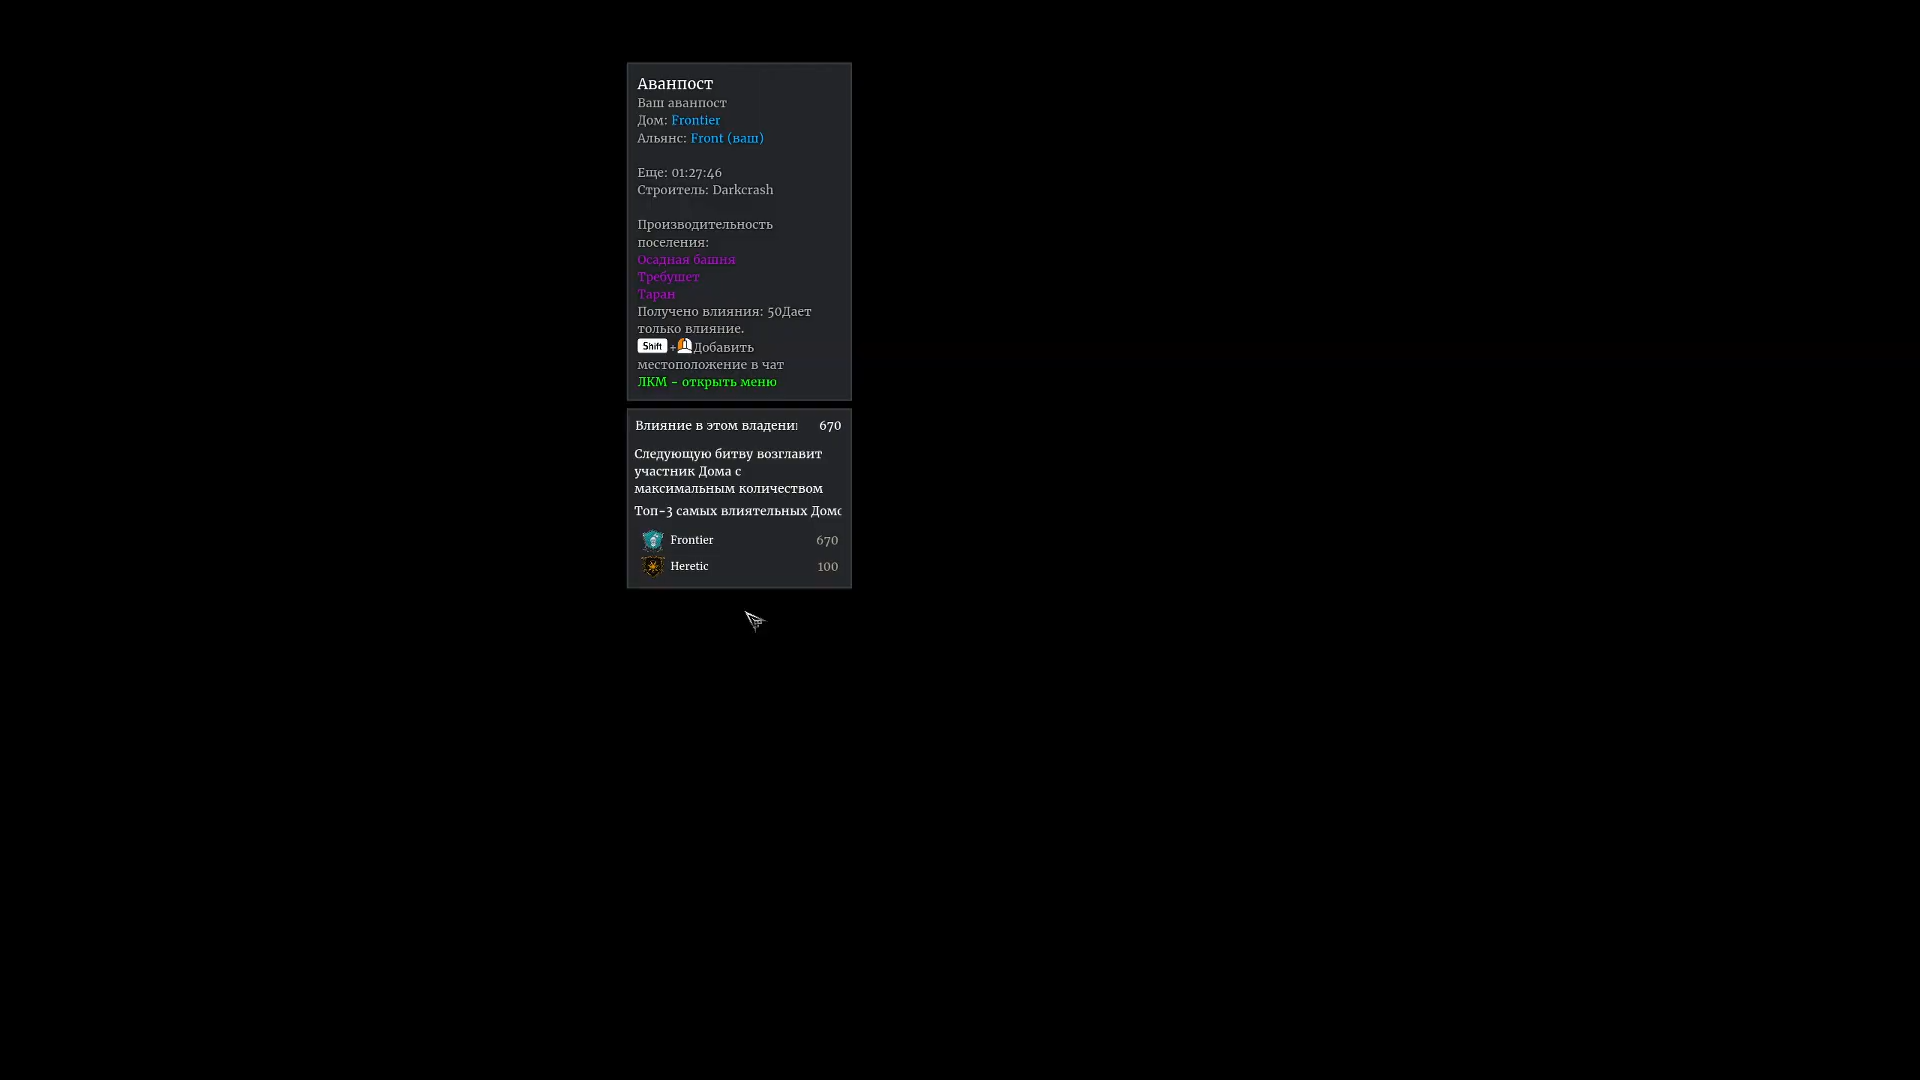 Аванпост
Ваш аванпост
Дом: Frontier
Альянс: Front (ваш)
Еще: 01:27:46
Строитель: Darkcrash
Производительность
поселения:
Осадная башня
Требушет
Таран
Получено влияния: 50Дает
только влияние.
Shift +Добавить
местоположение в чат
ЛКМ - открыть меню
Влияние в этом владени 670
Следующую битву возглавит
участник Дома с
максимальным количеством
Топ-3 самых влиятельных Домо
Frontier 670
Heretic 100